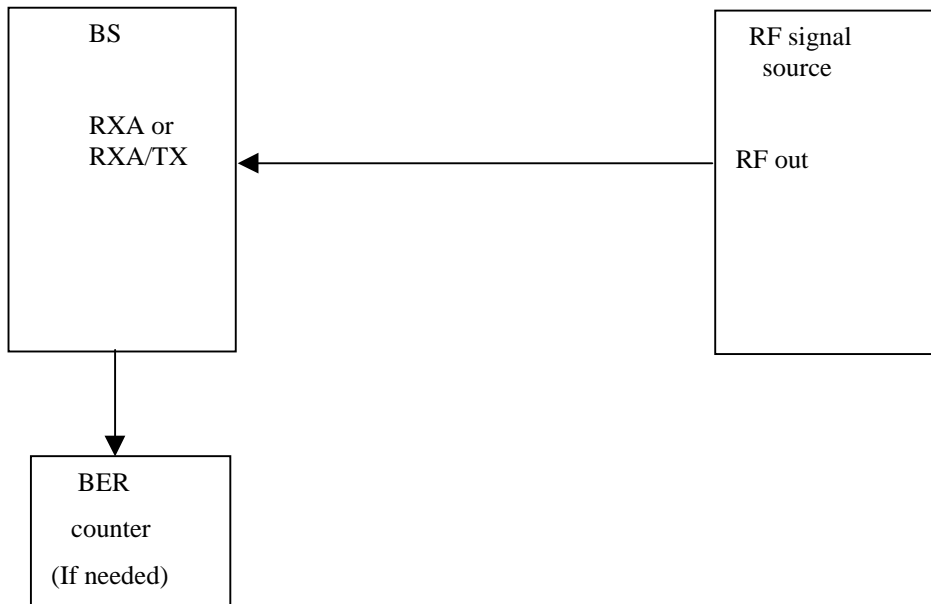 BS
RXA or
RXA/TX
RF signal
source
RF out
BER
counter
(If needed)